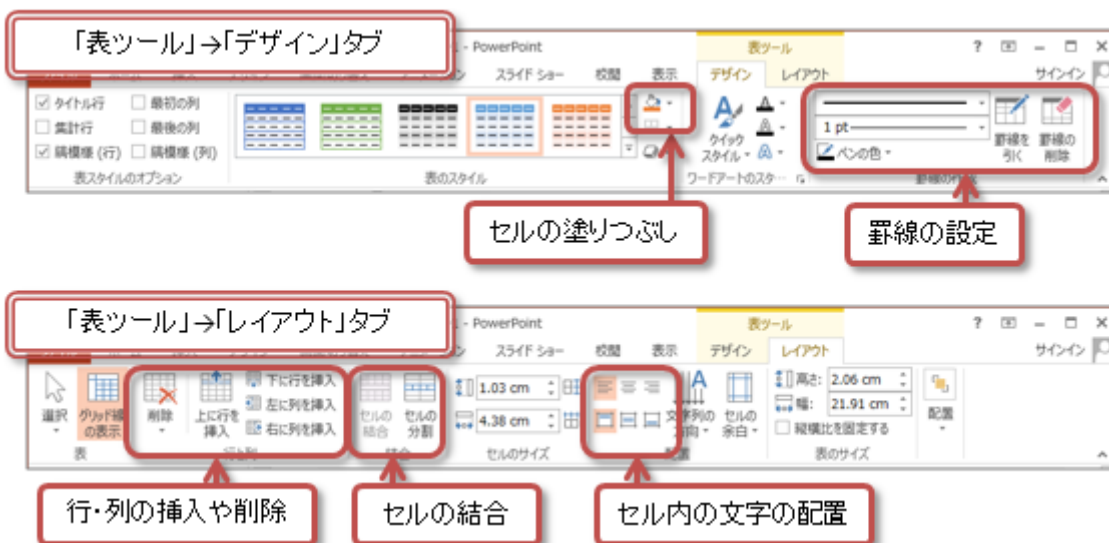 「表ツール」→「デザイン」タブ
- PowerPoint
表ツール
スライド ショー 校閲 表示 デザイン レイアウト サインイン
タイトル行 最初の列
集計行 最後の列
縞模様 (行) 縞模様 (列)
表スタイルのオプション
表のスタイル
クイック
スタイル
ワードアートのスタ…
1 pt
ペンの色
罫線を
引く
罫線の
削除
セルの塗りつぶし
罫線の設定
「表ツール」→「レイアウト」タブ
- PowerPoint
表ツール
スライド ショー 校閲 表示 デザイン レイアウト サインイン
選択
グリッド線
の表示
表
削除
上に行を
挿入
下に行を挿入
左に列を挿入
右に列を挿入
セルの
結合
セルの
分割
1.03 cm
4.38 cm
セルのサイズ
セルの
余白
高さ: 2.06 cm
幅: 21.91 cm
縦横比を固定する
表のサイズ
配置
行・列の挿入や削除
セルの結合
セル内の文字の配置